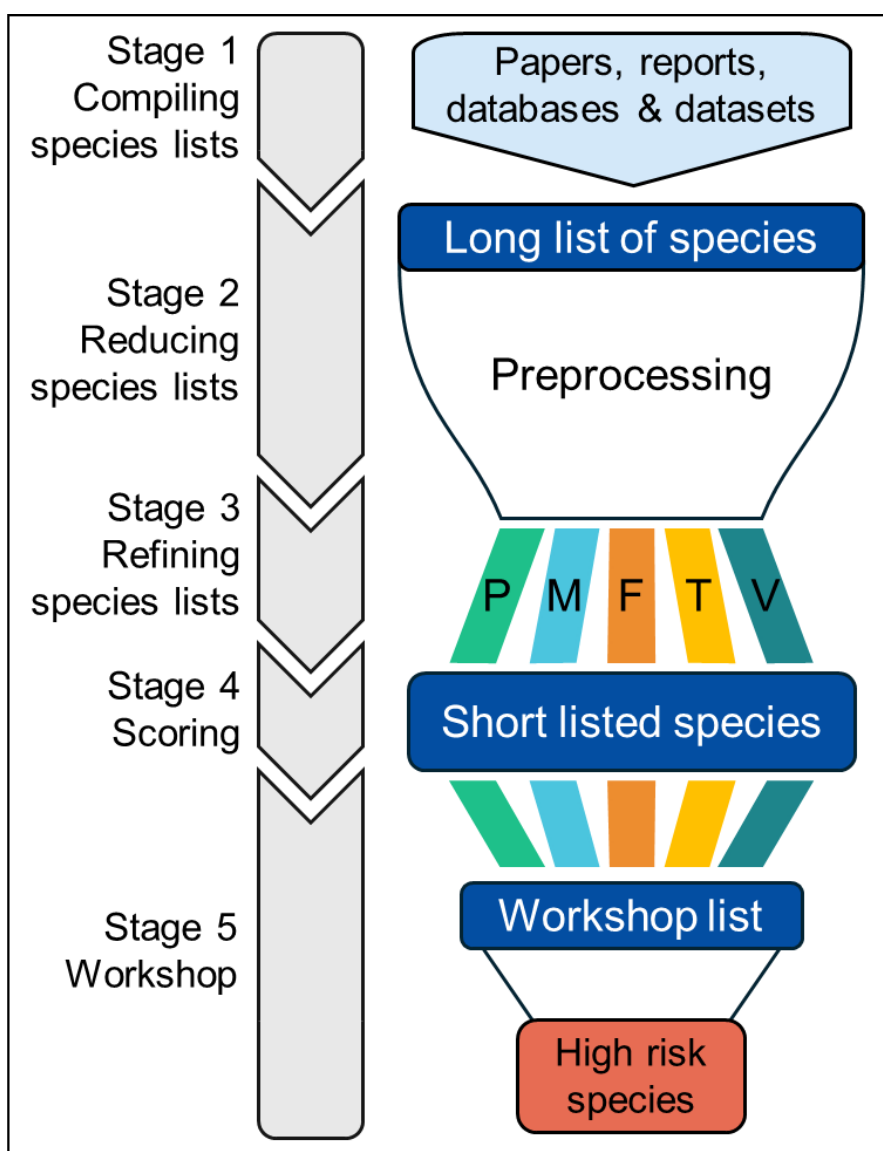 Stage 1
Compiling
species lists
Papers, reports,
databases & datasets
Long list of species
Stage 2
Reducing
species lists
Preprocessing
Stage 3
Refining
species lists
P M F T V
Stage 4
Scoring
Short listed species
Stage 5
Workshop
Workshop list
High risk
species